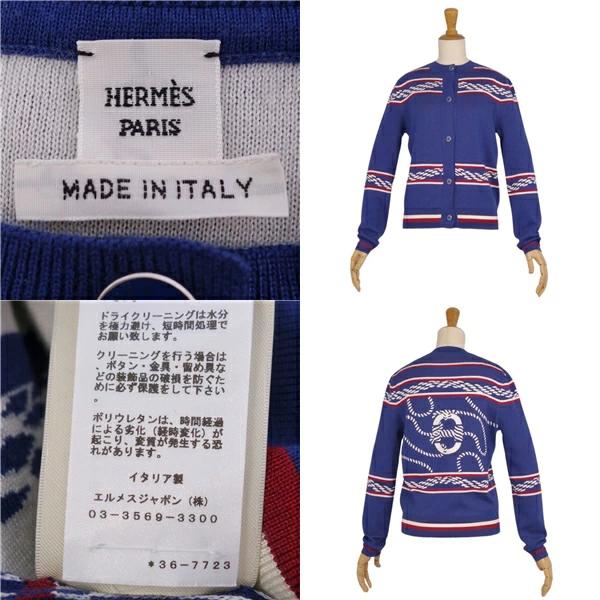 HERMÈS
PARIS
MADE IN ITALY
ドライクリーニングは水分
を極力避け、短時間処理で
お願い致します。
クリーニングを行う場合は
、ボタン・金具・留め具な
どの装飾品の破損を防ぐた
めに必ず保護をして下さい
。
ポリウレタンは、時間経過
による劣化(経時変化)が
起こり、変質が発生する恐
れがあります。
イタリア製
エルメスジャポン(株)
03-3569-3300
*36-7723